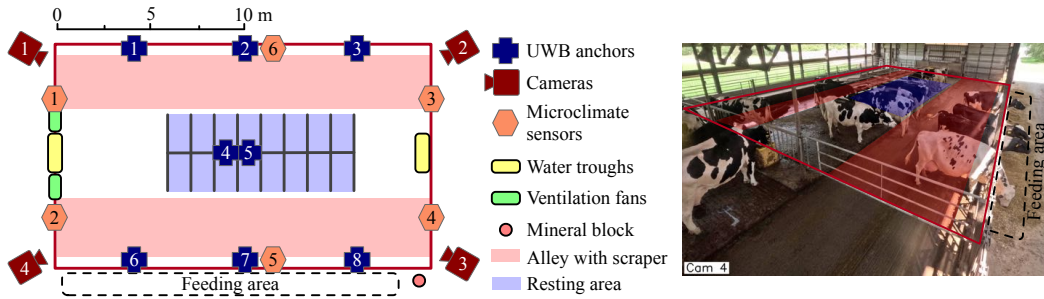 0 5 10 m
1 1 2 6 3 2
1 3
4 5
2 4
4 6 7 5 8 3
Feeding area
UWB anchors
Cameras
Microclimate
sensors
Water troughs
Ventilation fans
Mineral block
Alley with scraper
Resting area
Feeding area
Cam 4